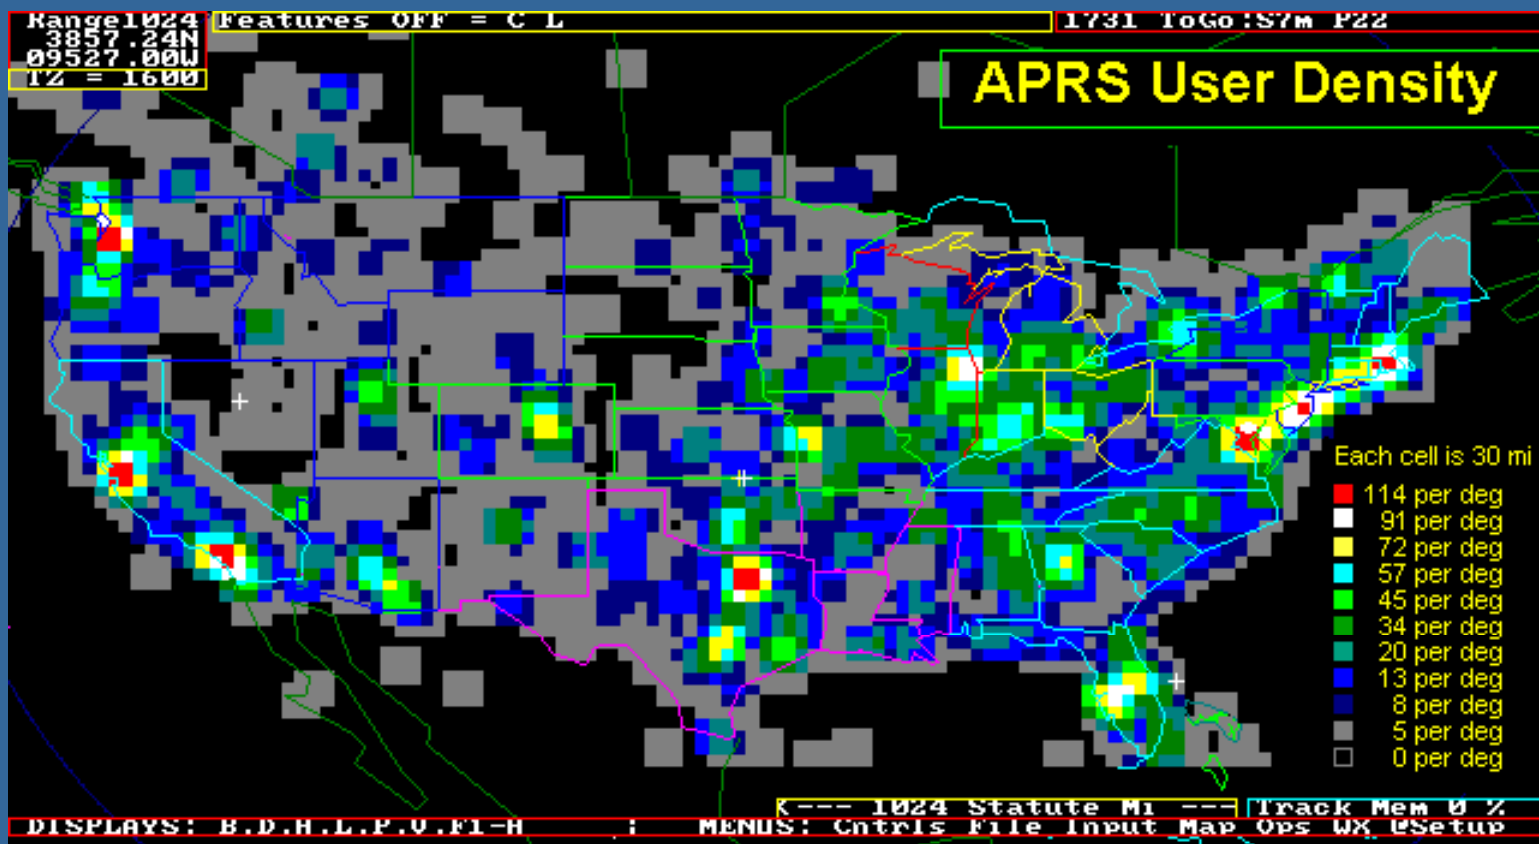 Range1024
3857.24N
09527.00W
TZ = 1600
Features OFF = C L
1731 ToGo:S7m P22
APRS User Density
Each cell is 30 mi
114 per deg
91 per deg
72 per deg
57 per deg
45 per deg
34 per deg
20 per deg
13 per deg
8 per deg
5 per deg
0 per deg
<--- 1024 Statute Mi ---
Track Mem 0 %
DISPLAYS: B.D.H.L.P.V.F1-H : MENUS: Cntrls File Input Map Ops WX @Setup